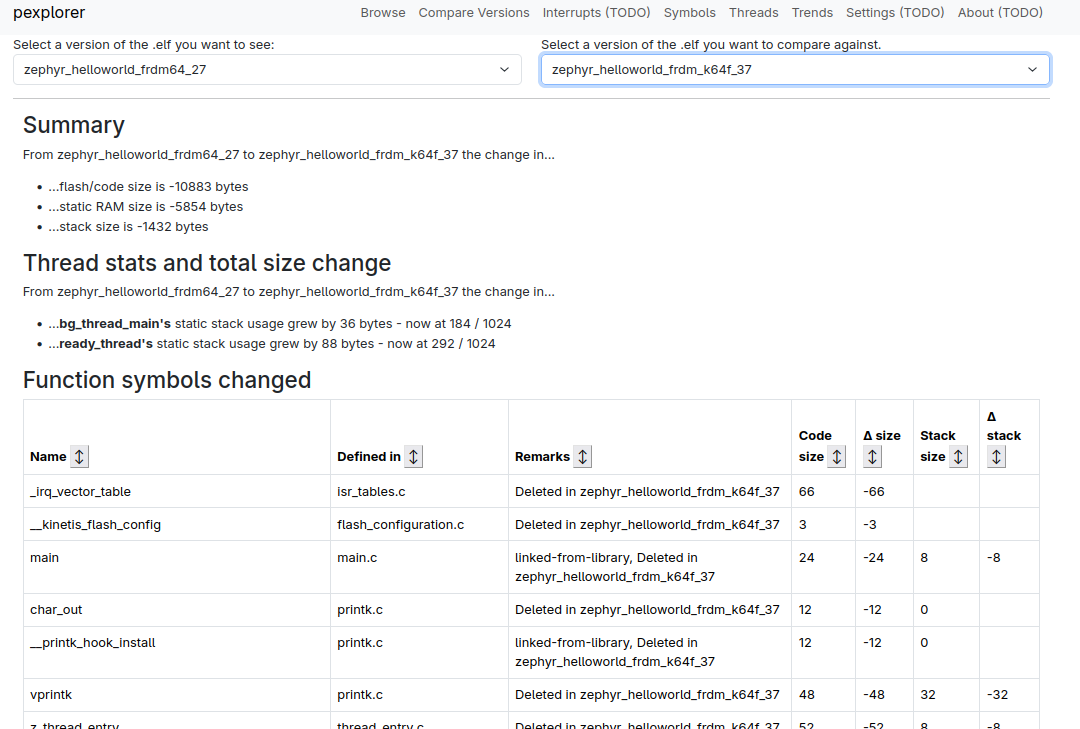 pexplorer
Browse Compare Versions Interrupts (TODO) Symbols Threads Trends Settings (TODO) About (TODO)
Select a version of the .elf you want to see:
zephyr_helloworld_frdm64_27
Select a version of the .elf you want to compare against.
zephyr_helloworld_frdm_k64f_37
Summary
From zephyr_helloworld_frdm64_27 to zephyr_helloworld_frdm_k64f_37 the change in...
• ...flash/code size is -10883 bytes
• ...static RAM size is -5854 bytes
• ...stack size is -1432 bytes
Thread stats and total size change
From zephyr_helloworld_frdm64_27 to zephyr_helloworld_frdm_k64f_37 the change in...
• ...bg_thread_main's static stack usage grew by 36 bytes - now at 184 / 1024
• ...ready_thread's static stack usage grew by 88 bytes - now at 292 / 1024
Function symbols changed
Name ↕ Defined in ↕ Remarks ↕ Code size ↕ Δ size ↕ Stack size ↕ Δ stack ↕
_irq_vector_table isr_tables.c Deleted in zephyr_helloworld_frdm_k64f_37 66 -66
__kinetis_flash_config flash_configuration.c Deleted in zephyr_helloworld_frdm_k64f_37 3 -3
main main.c linked-from-library, Deleted in zephyr_helloworld_frdm_k64f_37 24 -24 8 -8
char_out printk.c Deleted in zephyr_helloworld_frdm_k64f_37 12 -12 0
__printk_hook_install printk.c linked-from-library, Deleted in zephyr_helloworld_frdm_k64f_37 12 -12 0
vprintk printk.c Deleted in zephyr_helloworld_frdm_k64f_37 48 -48 32 -32
z_thread_entry thread_entry.c Deleted in zephyr_helloworld_frdm_k64f_37 52 -52 8 -8